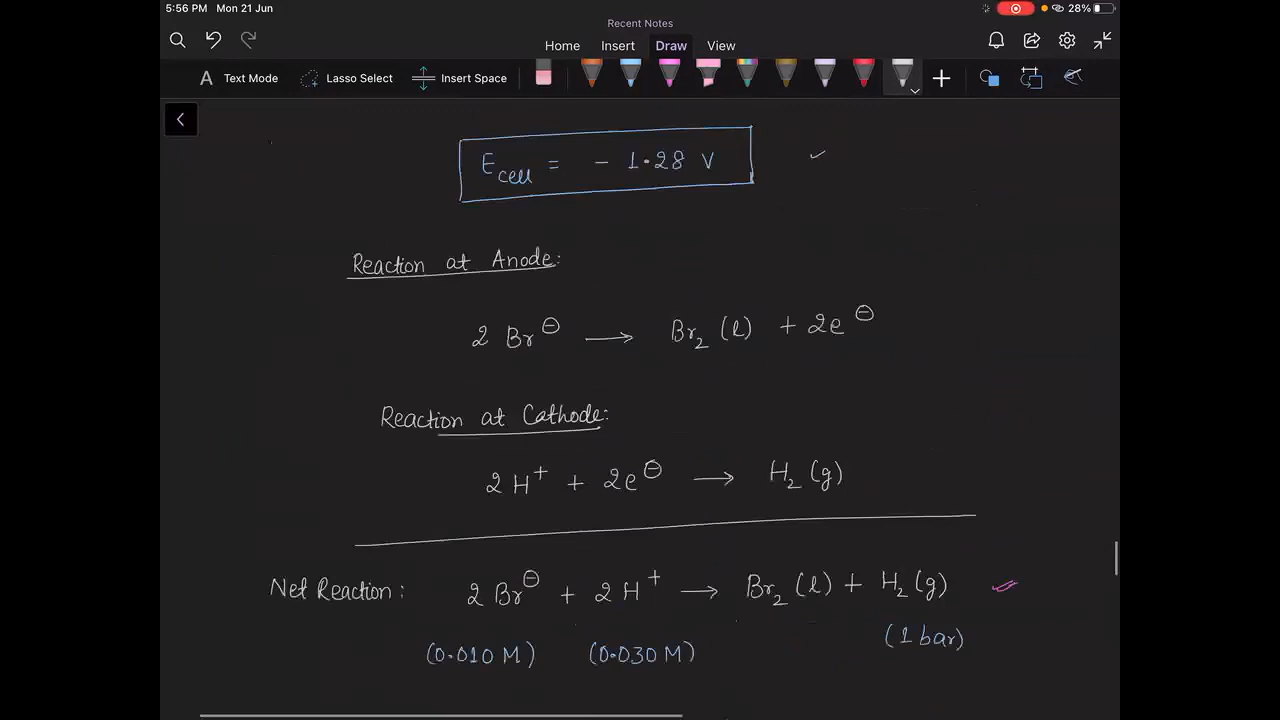 5:56 PM Mon 21 Jun
28%
Recent Notes
Home Insert Draw View
A Text Mode Lasso Select Insert Space
E cell = - 1.28 V
Reaction at Anode:
2 Br⊖ → Br₂ (l) + 2e⊖
Reaction at Cathode:
2H⁺ + 2e⊖ → H₂ (g)
Net Reaction: 2 Br⊖ + 2 H⁺ → Br₂ (l) + H₂ (g)
(0.010 M) (0.030 M) (1 bar)